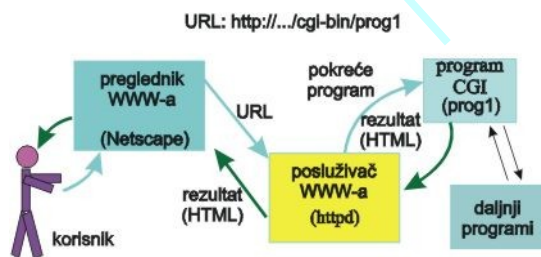 URL: http://.../cgi-bin/prog1
preglednik
WWW-a
(Netscape)
URL
pokreće
program
program
CGI
(prog1)
rezultat
(HTML)
rezultat
(HTML)
posluživač
WWW-a
(httpd)
daljnji
programi
korisnik